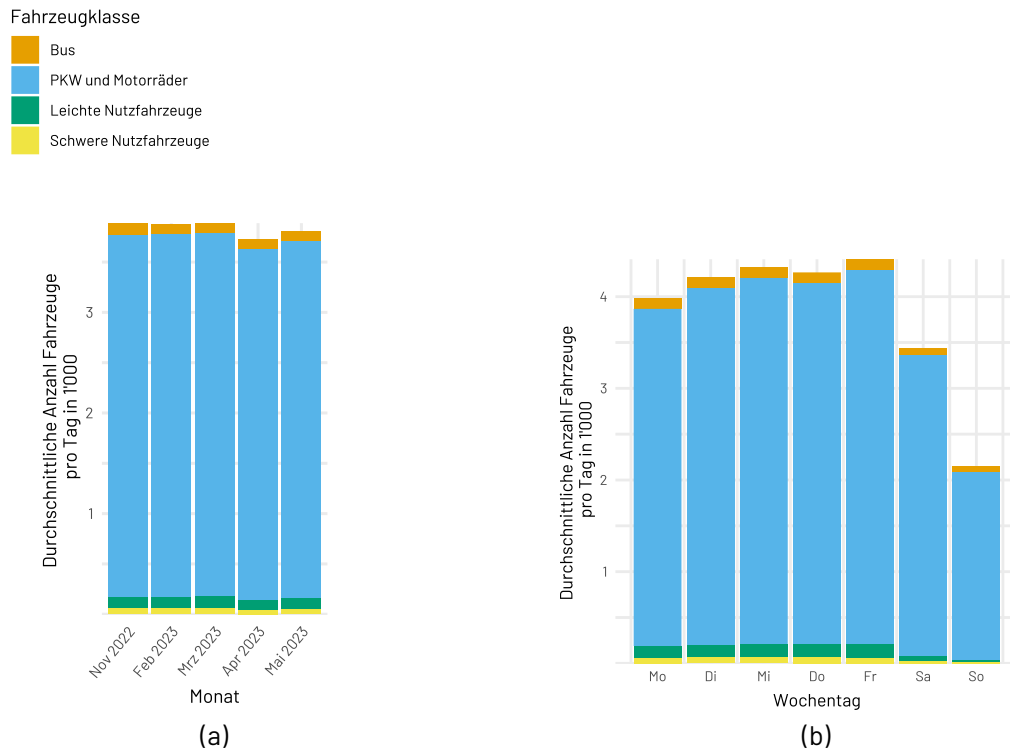 Fahrzeugklasse
Bus
PKW und Motorräder
Leichte Nutzfahrzeuge
Schwere Nutzfahrzeuge
Durchschnittliche Anzahl Fahrzeuge
pro Tag in 1'000
3
2
1
Nov 2022
Feb 2023
Mrz 2023
Apr 2023
Mai 2023
Monat
(a)
Durchschnittliche Anzahl Fahrzeuge
pro Tag in 1'000
4
3
2
1
Mo Di Mi Do Fr Sa So
Wochentag
(b)